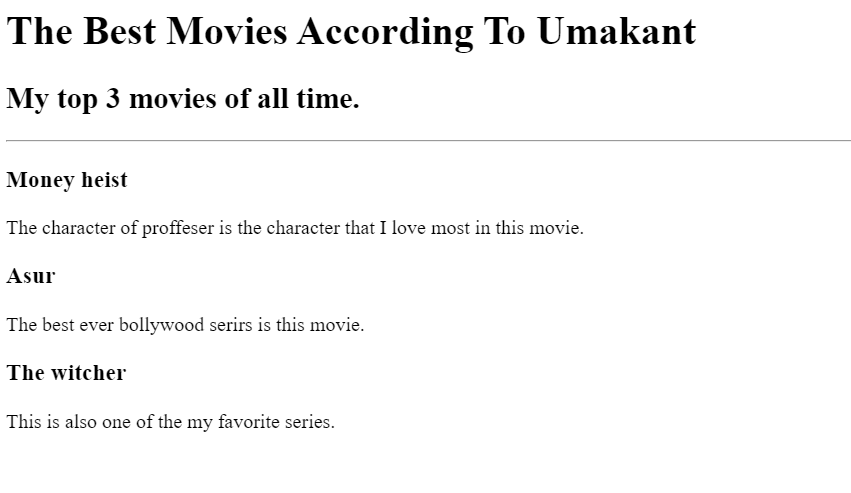 The Best Movies According To Umakant
My top 3 movies of all time.
Money heist
The character of proffeser is the character that I love most in this movie.
Asur
The best ever bollywood serirs is this movie.
The witcher
This is also one of the my favorite series.